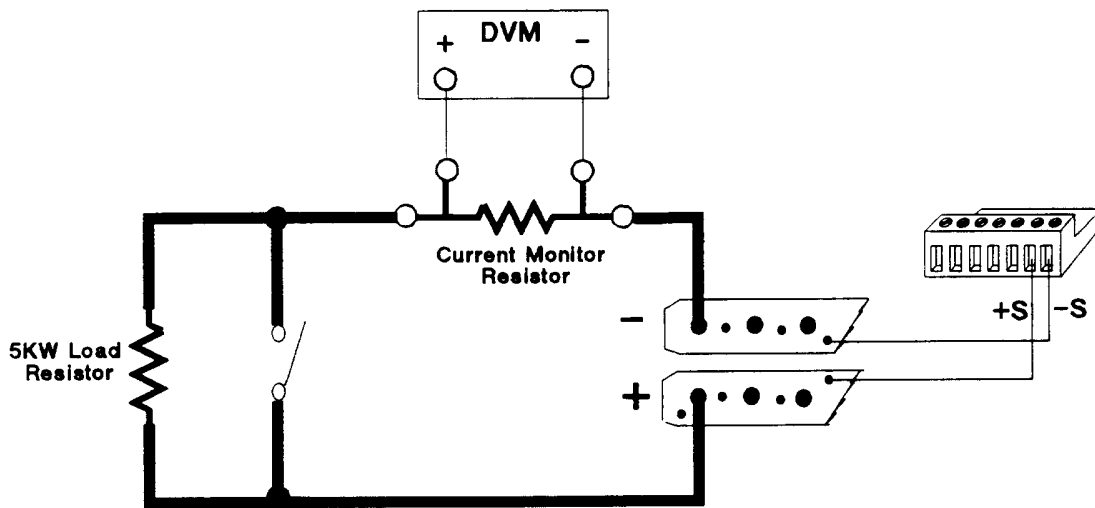 DVM
+ -
Current Monitor
Resistor
5KW Load
Resistor
-
+
+S -S